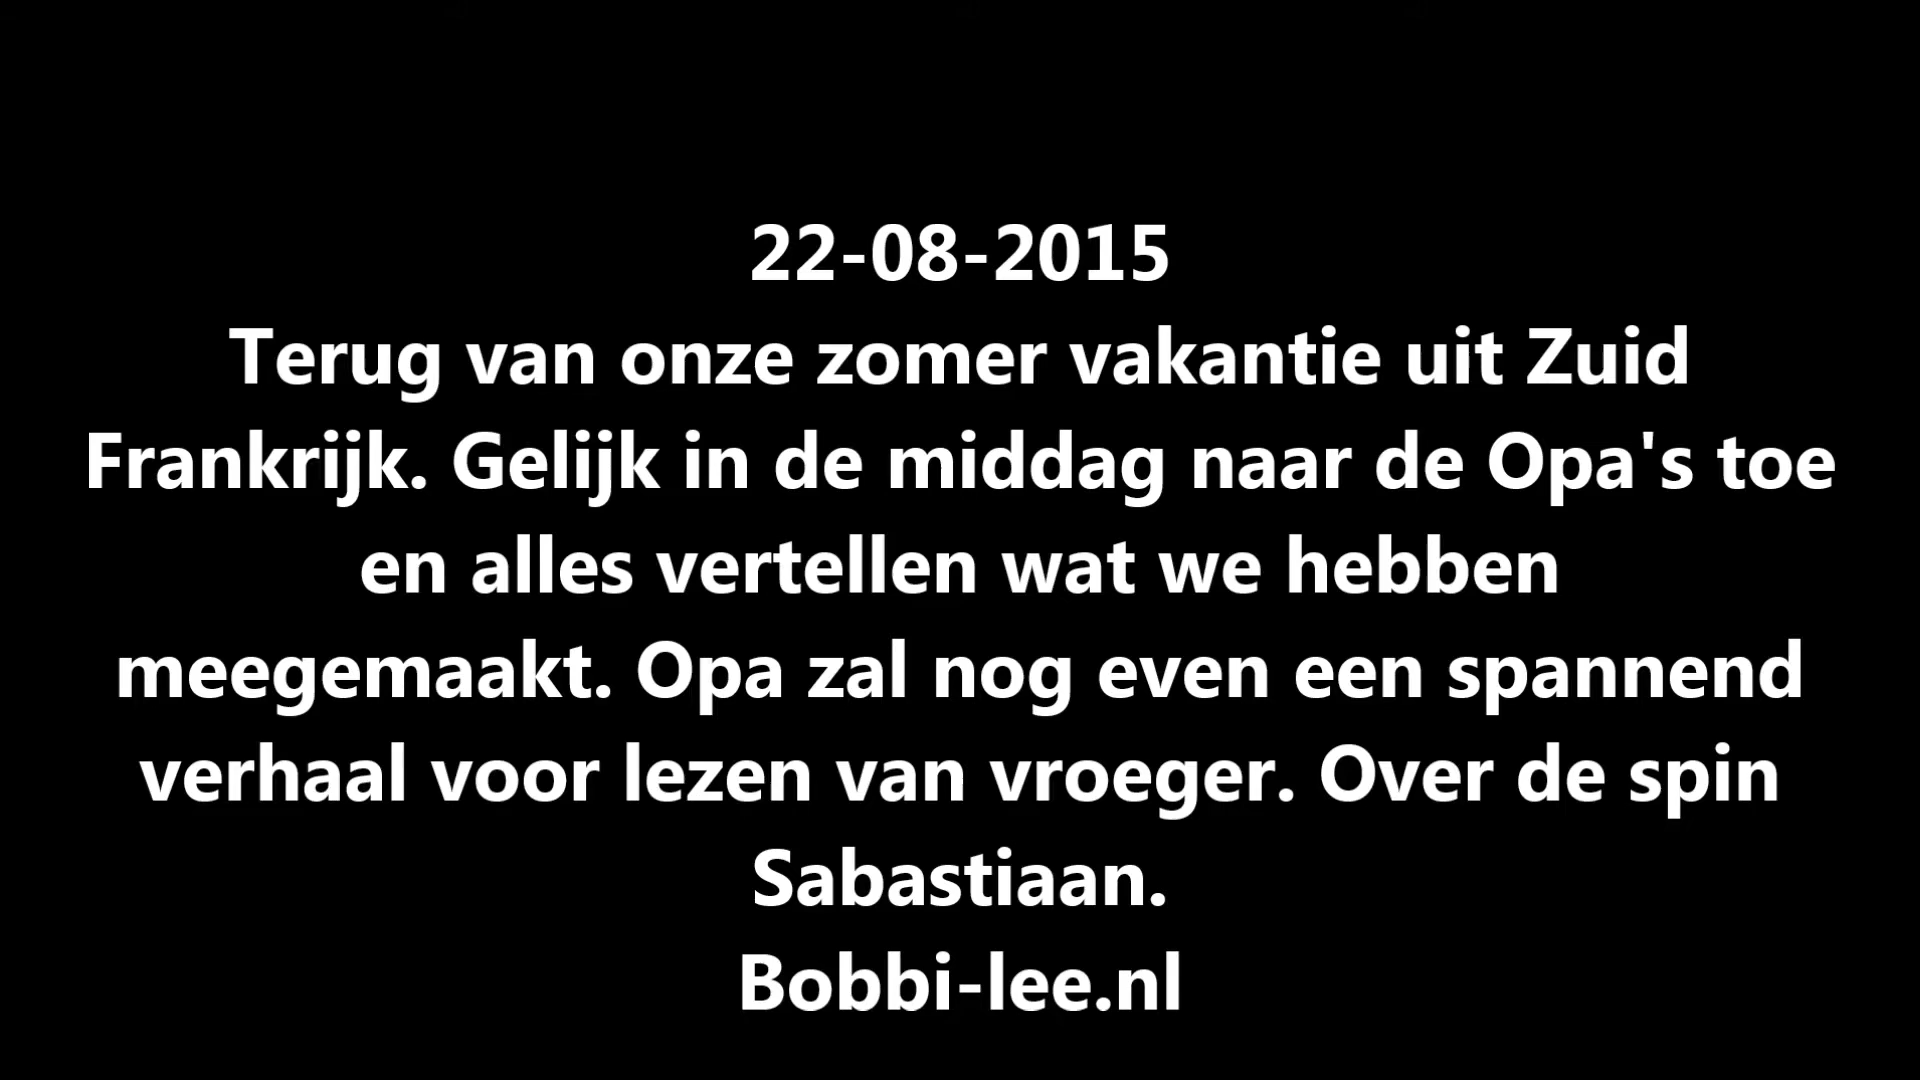 22-08-2015
Terug van onze zomer vakantie uit Zuid
Frankrijk. Gelijk in de middag naar de Opa's toe
en alles vertellen wat we hebben
meegemaakt. Opa zal nog even een spannend
verhaal voor lezen van vroeger. Over de spin
Sabastiaan.
Bobbi-lee.nl